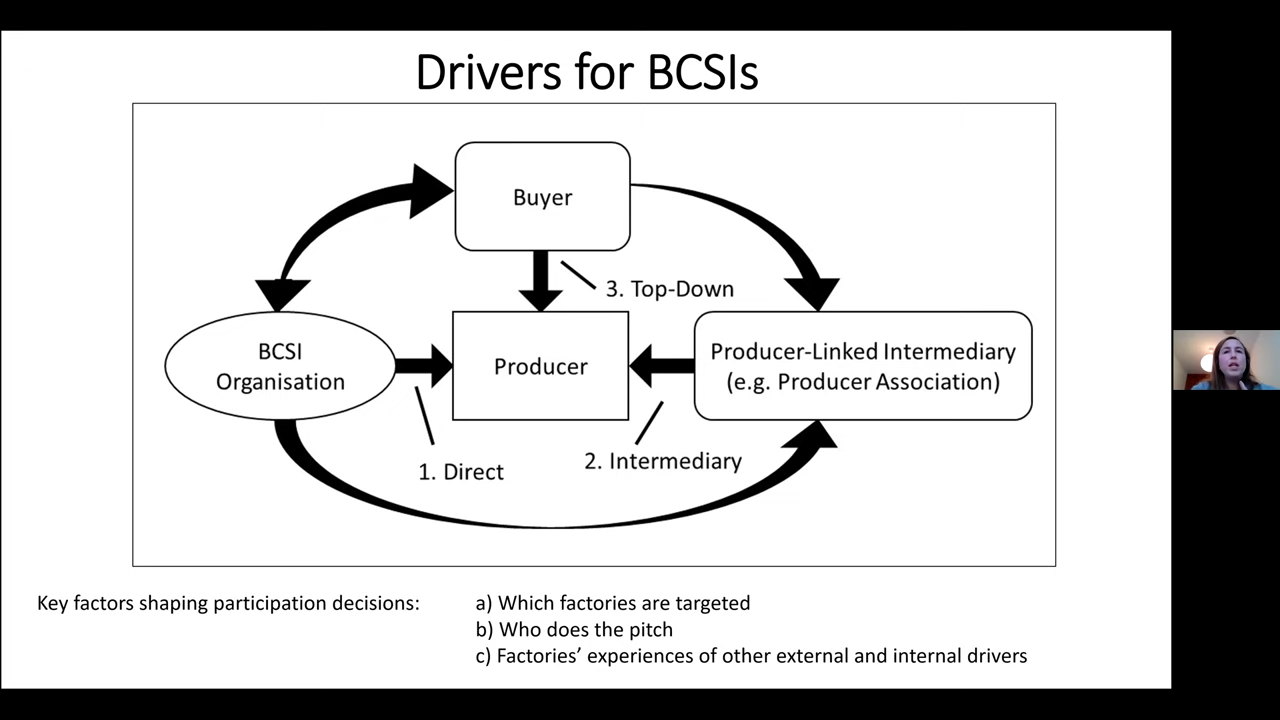 Drivers for BCSIs
Buyer
3. Top-Down
BCSI
Organisation
Producer
Producer-Linked Intermediary
(e.g. Producer Association)
1. Direct
2. Intermediary
Key factors shaping participation decisions:
a) Which factories are targeted
b) Who does the pitch
c) Factories’ experiences of other external and internal drivers